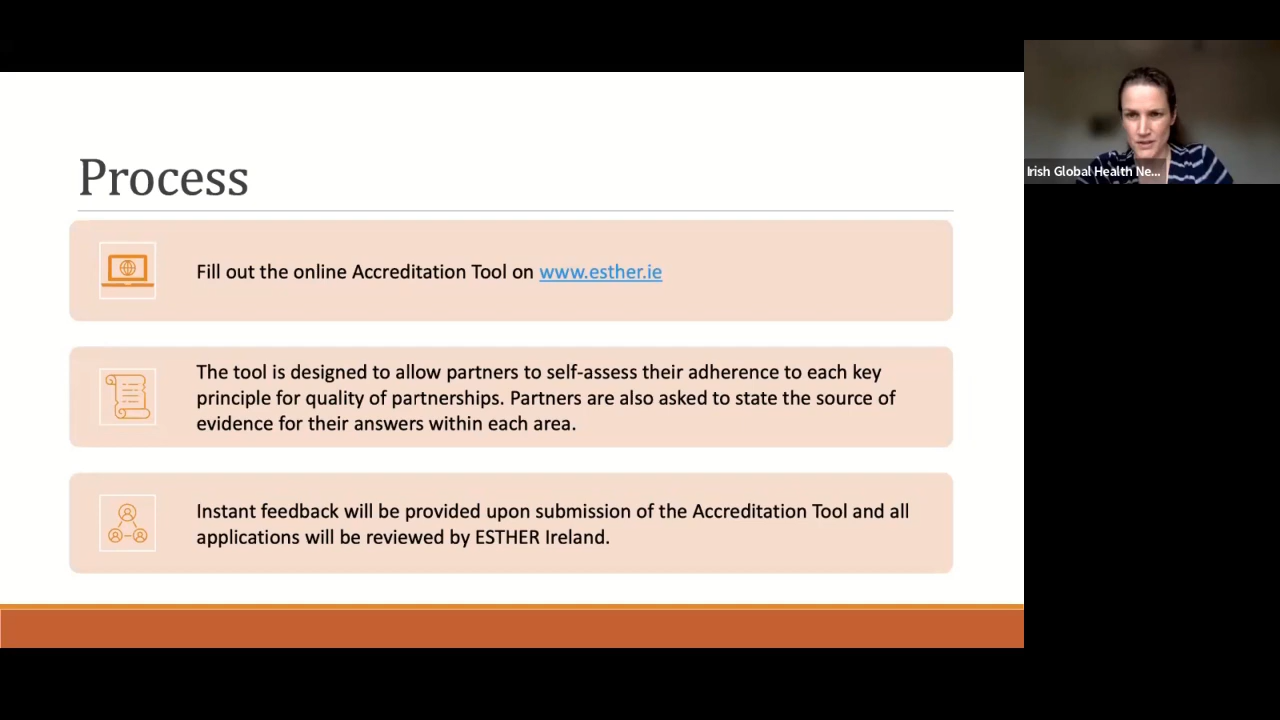 Process
Fill out the online Accreditation Tool on www.esther.ie
The tool is designed to allow partners to self-assess their adherence to each key
principle for quality of partnerships. Partners are also asked to state the source of
evidence for their answers within each area.
Instant feedback will be provided upon submission of the Accreditation Tool and all
applications will be reviewed by ESTHER Ireland.
Irish Global Health Ne...